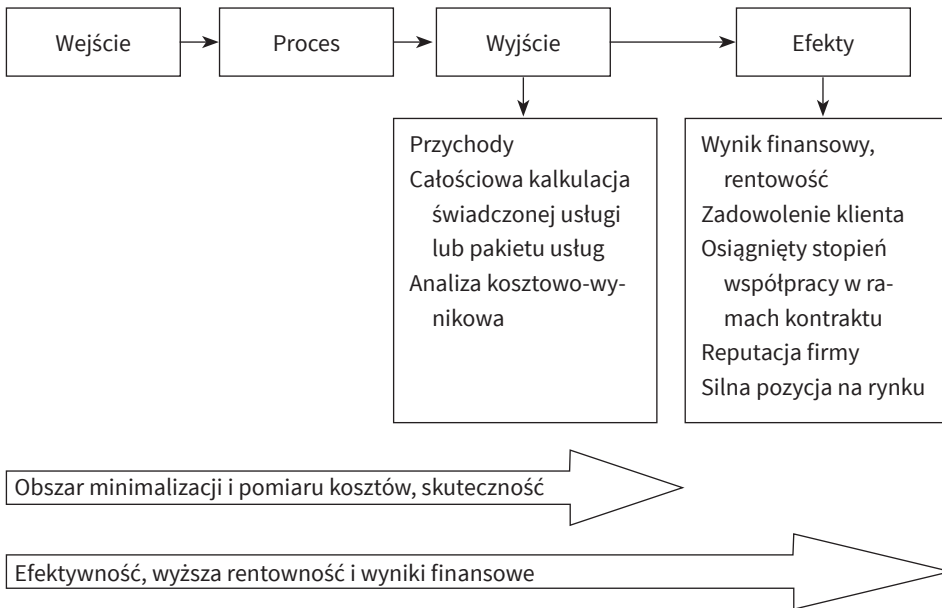 Wejście
Proces
Wyjście
Efekty
Przychody
Całościowa kalkulacja
świadczonej usługi
lub pakietu usług
Analiza kosztowo-wy-
nikowa
Wynik finansowy,
rentowość
Zadowolenie klienta
Osiągnięty stopień
współpracy w ra-
mach kontraktu
Reputacja firmy
Silna pozycja na rynku
Obszar minimalizacji i pomiaru kosztów, skuteczność
Efektywność, wyższa rentowność i wyniki finansowe